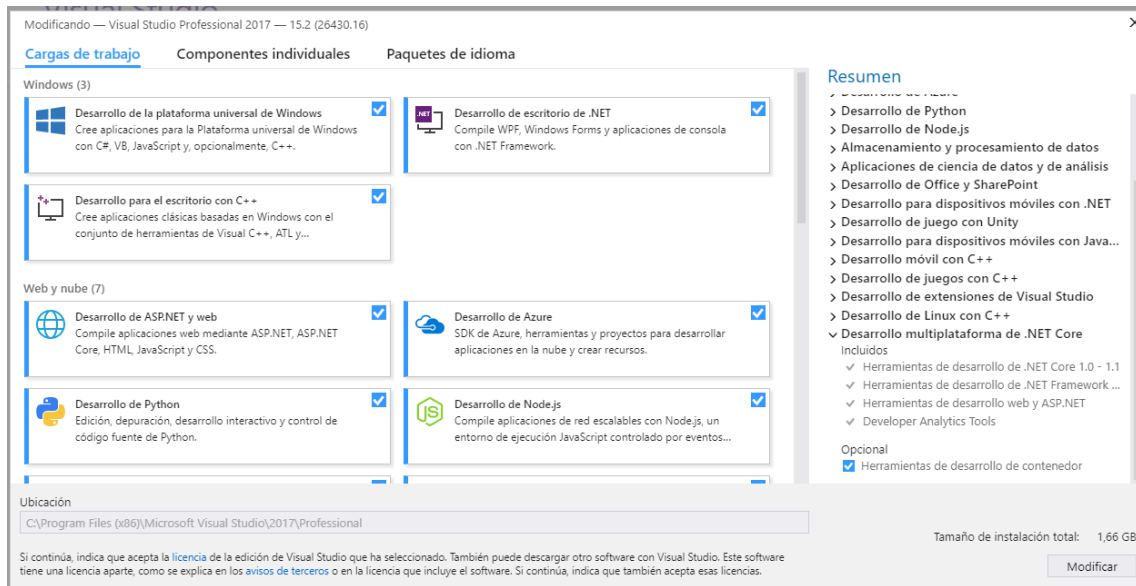 Modificando — Visual Studio Professional 2017 — 15.2 (26430.16)
Cargas de trabajo
Componentes individuales
Paquetes de idioma
Windows (3)
Desarrollo de la plataforma universal de Windows
Cree aplicaciones para la Plataforma universal de Windows
con C#, VB, JavaScript y, opcionalmente, C++.
.NET
Desarrollo de escritorio de .NET
Compile WPF, Windows Forms y aplicaciones de consola
con .NET Framework.
Desarrollo para el escritorio con C++
Cree aplicaciones clásicas basadas en Windows con el
conjunto de herramientas de Visual C++, ATL y...
Web y nube (7)
Desarrollo de ASP.NET y web
Compile aplicaciones web mediante ASP.NET, ASP.NET
Core, HTML, JavaScript y CSS.
Desarrollo de Azure
SDK de Azure, herramientas y proyectos para desarrollar
aplicaciones en la nube y crear recursos.
Desarrollo de Python
Edición, depuración, desarrollo interactivo y control de
código fuente de Python.
JS
Desarrollo de Node.js
Compile aplicaciones de red escalables con Node.js, un
entorno de ejecución JavaScript controlado por eventos...
Resumen
Desarrollo de Azure
Desarrollo de Python
Desarrollo de Node.js
Almacenamiento y procesamiento de datos
Aplicaciones de ciencia de datos y de análisis
Desarrollo de Office y SharePoint
Desarrollo para dispositivos móviles con .NET
Desarrollo de juego con Unity
Desarrollo para dispositivos móviles con Java...
Desarrollo móvil con C++
Desarrollo de juegos con C++
Desarrollo de extensiones de Visual Studio
Desarrollo de Linux con C++
Desarrollo multiplataforma de .NET Core
Incluidos
Herramientas de desarrollo de .NET Core 1.0 - 1.1
Herramientas de desarrollo de .NET Framework ...
Herramientas de desarrollo web y ASP.NET
Developer Analytics Tools
Opcional
Herramientas de desarrollo de contenedor
Ubicación
C:\Program Files (x86)\Microsoft Visual Studio\2017\Professional
Si continúa, indica que acepta la licencia de la edición de Visual Studio que ha seleccionado. También puede descargar otro software con Visual Studio. Este software
tiene una licencia aparte, como se explica en los avisos de terceros o en la licencia que incluye el software. Si continúa, indica que también acepta esas licencias.
Tamaño de instalación total: 1,66 GB
Modificar